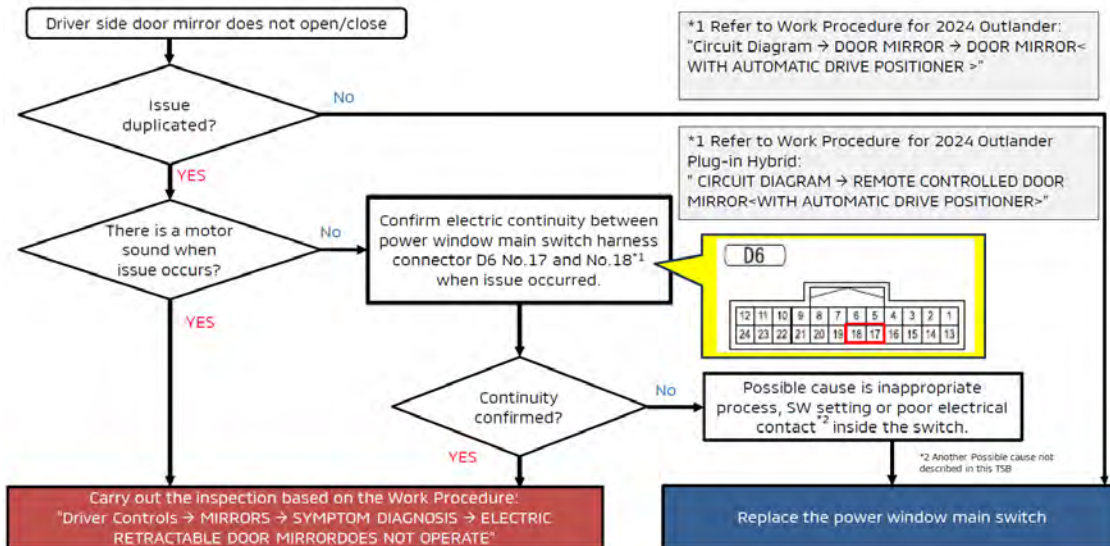 Driver side door mirror does not open/close
*1 Refer to Work Procedure for 2024 Outlander:
"Circuit Diagram → DOOR MIRROR → DOOR MIRROR<
WITH AUTOMATIC DRIVE POSITIONER >"
Issue
duplicated?
No
YES
*1 Refer to Work Procedure for 2024 Outlander
Plug-in Hybrid:
" CIRCUIT DIAGRAM → REMOTE CONTROLLED DOOR
MIRROR<WITH AUTOMATIC DRIVE POSITIONER>"
There is a motor
sound when
issue occurs?
No
YES
Confirm electric continuity between
power window main switch harness
connector D6 No.17 and No.18*1
when issue occurred.
D6
12 11 10 9 8 7 6 5 4 3 2 1
24 23 22 21 20 19 18 17 16 15 14 13
Continuity
confirmed?
No
YES
Possible cause is inappropriate
process, SW setting or poor electrical
contact*2 inside the switch.
*2 Another Possible cause not
described in this TSB
Carry out the inspection based on the Work Procedure:
"Driver Controls → MIRRORS → SYMPTOM DIAGNOSIS → ELECTRIC
RETRACTABLE DOOR MIRRORDOES NOT OPERATE"
Replace the power window main switch